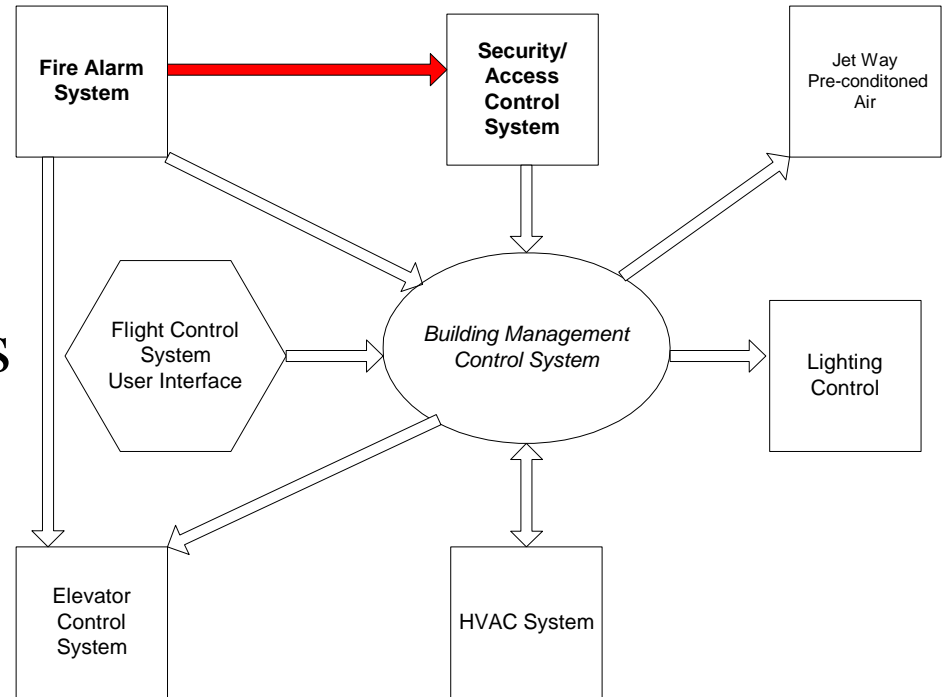 Fire Alarm
System
Security/
Access
Control
System
Jet Way
Pre-conditoned
Air
s
Flight Control
System
User Interface
Building Management
Control System
Lighting
Control
Elevator
Control
System
HVAC System